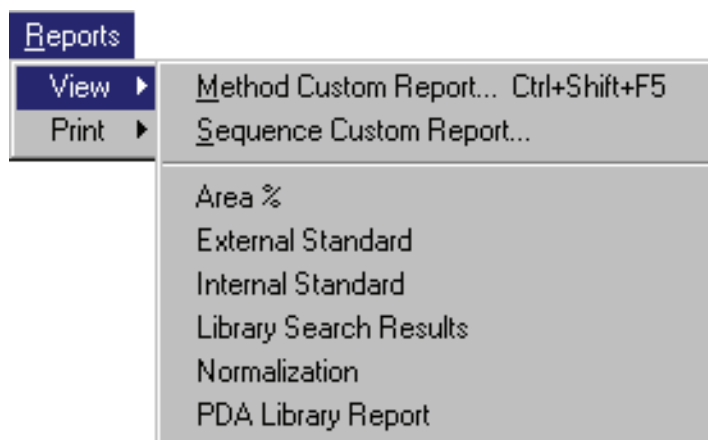 Reports
View
Print
Method Custom Report... Ctrl+Shift+F5
Sequence Custom Report...
Area %
External Standard
Internal Standard
Library Search Results
Normalization
PDA Library Report